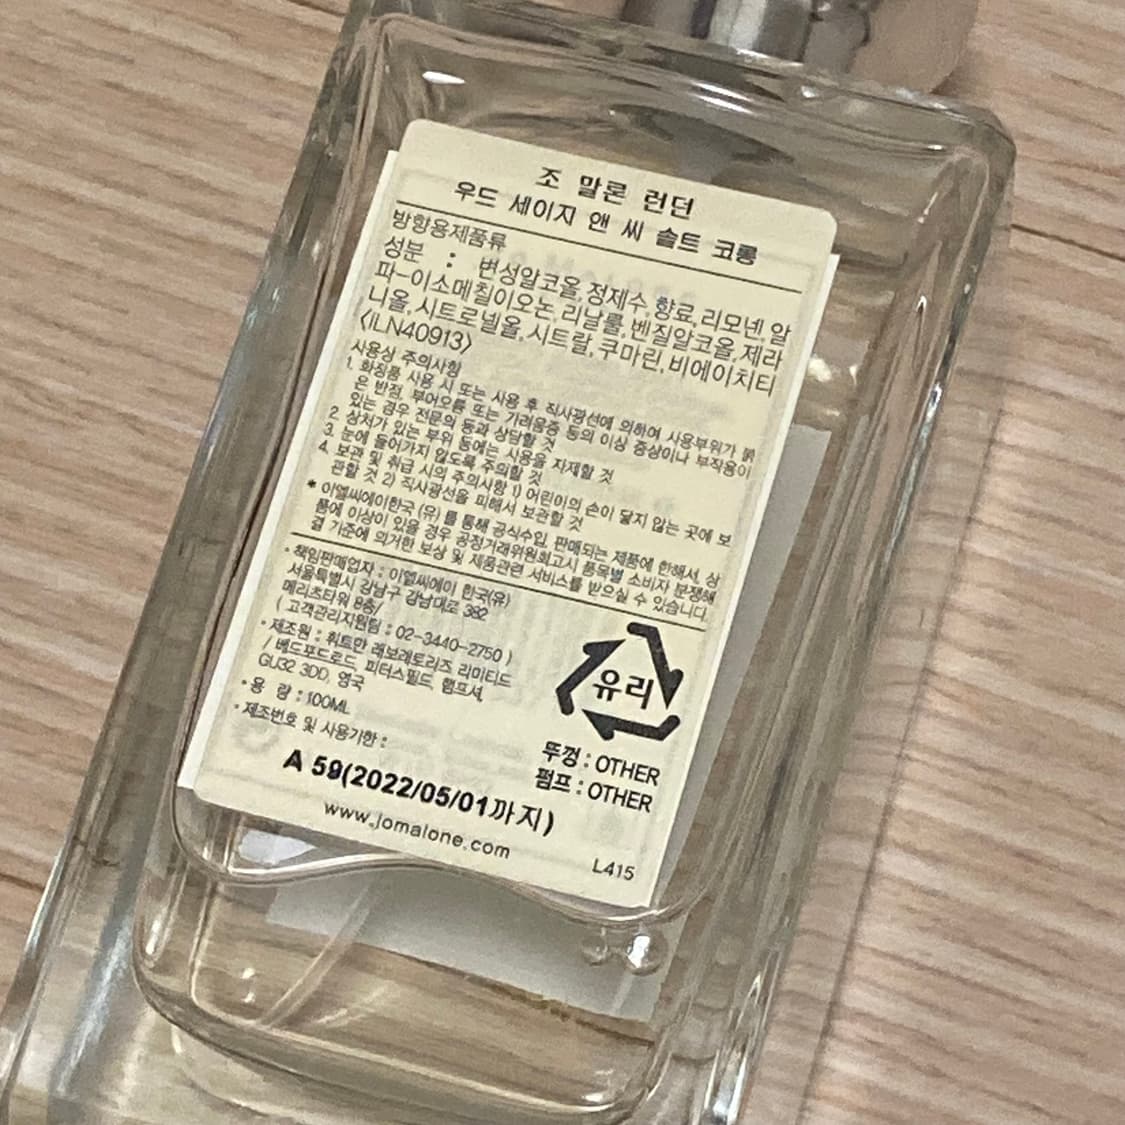 조 말론 런던
우드 세이지 앤 씨 솔트 코롱
방향용제품류
성분 : 변성알코올,정제수,향료,리모넨,알
파-이소메칠이오논,리날룰,벤질알코올,제라
니올,시트로넬올,시트랄,쿠마린,비에이치티
<ILN40913>
사용상 주의사항
1. 화장품 사용 시 또는 사용 후 직사광선에 의하여 사용부위가 붉
은 반점, 부어오름 또는 가려움증 등의 이상 증상이나 부작용이
있는 경우 전문의 등과 상담할 것
2. 상처가 있는 부위 등에는 사용을 자제할 것
3. 눈에 들어가지 않도록 주의할 것
4. 보관 및 취급 시의 주의사항 1) 어린이의 손이 닿지 않는 곳에 보
관할 것 2) 직사광선을 피해서 보관할 것
* 이엘씨에이한국 (유) 를 통해 공식수입, 판매되는 제품에 한해서, 상
품에 이상이 있을 경우 공정거래위원회고시 품목별 소비자 분쟁해
결 기준에 의거한 보상 및 제품관련 서비스를 받으실 수 있습니다.
• 책임판매업자 : 이엘씨에이 한국(유)
서울특별시 강남구 강남대로 382
메리츠타워 8층/
( 고객관리지원팀 : 02-3440-2750 )
• 제조원 : 휘트만 래보래토리즈 리미티드
/ 베드포드로드, 피터스필드, 햄프셔,
GU32 3DD, 영국
• 용 량 : 100ML
• 제조번호 및 사용기한 :
A 59(2022/05/01까지)
www.jomalone.com
유리
뚜껑 : OTHER
펌프 : OTHER
L415